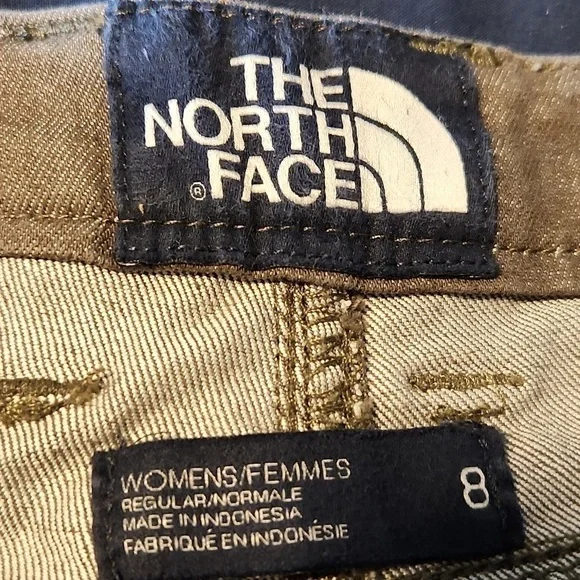 THE
NORTH
® FACE
WOMENS/FEMMES
8
REGULAR/NORMALE
MADE IN INDONESIA
FABRIQUÉ EN INDONÉSIE